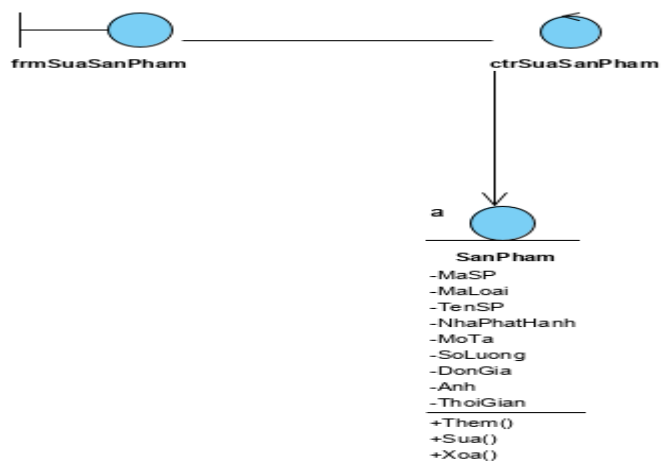 frmSuaSanPham
ctrSuaSanPham
a
SanPham
-MaSP
-MaLoai
-TenSP
-NhaPhatHanh
-MoTa
-SoLuong
-DonGia
-Anh
-ThoiGian
+Them()
+Sua()
+Xoa()